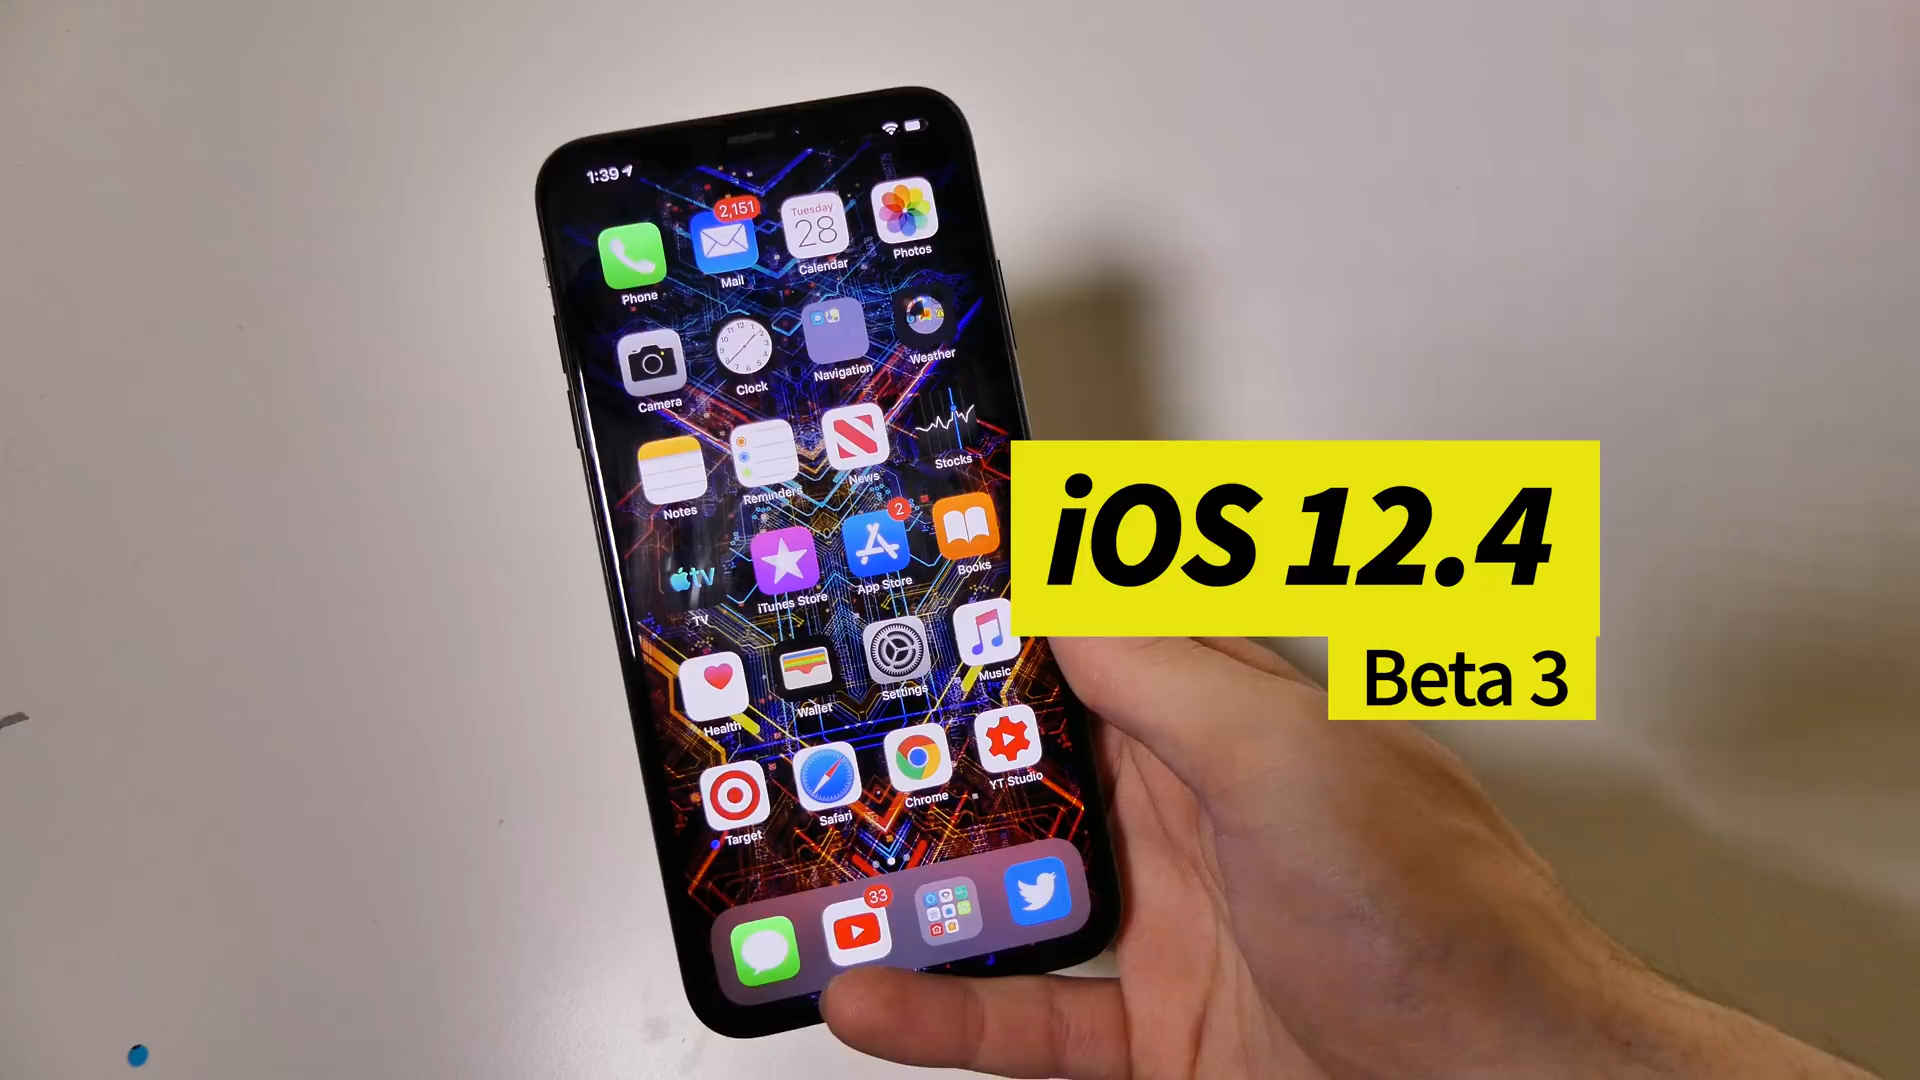 1:39
2,151
Tuesday
28
Phone
Mail
Calendar
Photos
Camera
Clock
Navigation
Weather
Notes
Reminders
News
Stocks
2
tv
TV
iTunes Store
App Store
Books
Health
Wallet
Settings
Music
Target
Safari
Chrome
YT Studio
33
iOS 12.4
Beta 3